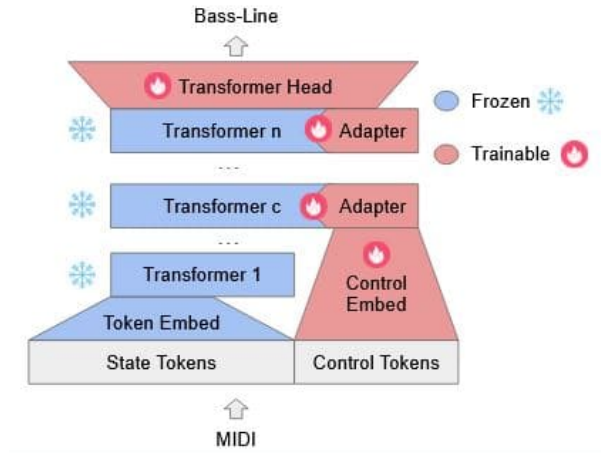 Bass-Line
Transformer Head
Frozen
Transformer n
Adapter
Trainable
...
Transformer c
Adapter
...
Transformer 1
Control
Embed
Token Embed
State Tokens
Control Tokens
MIDI